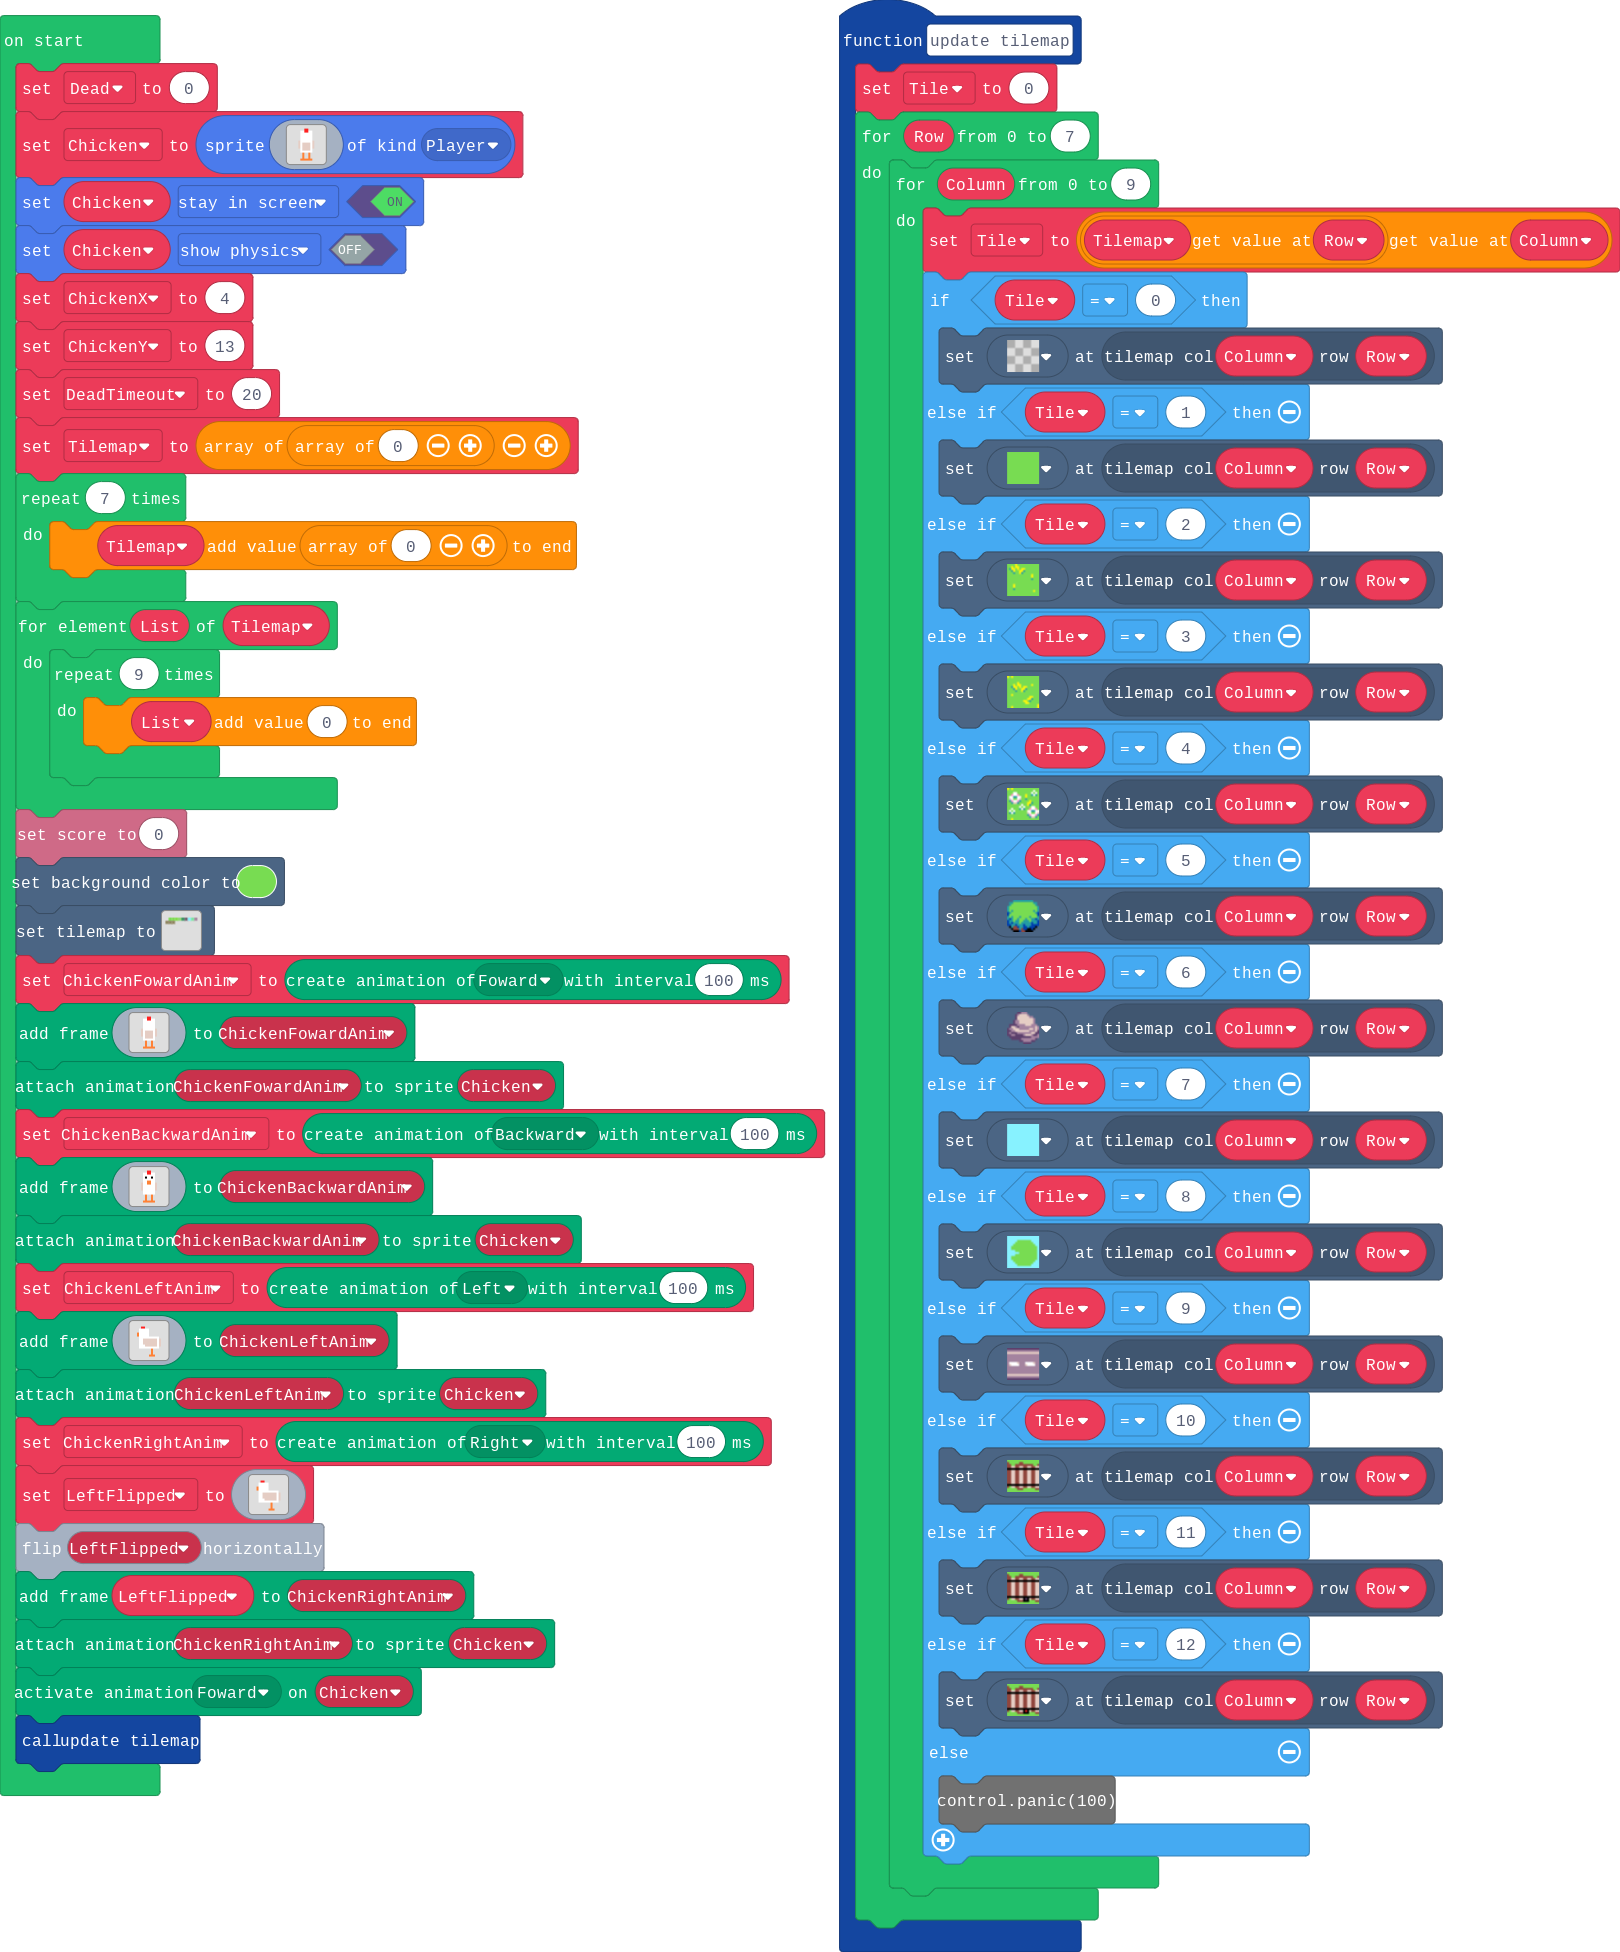 on start
set Dead to 0
set Chicken to sprite of kind Player
set Chicken stay in screen ON
set Chicken show physics OFF
set ChickenX to 4
set ChickenY to 13
set DeadTimeout to 20
set Tilemap to array of array of 0
repeat 7 times
do Tilemap add value array of 0 to end
for element List of Tilemap
do repeat 9 times
do List add value 0 to end
set score to 0
set background color to
set tilemap to
set ChickenFowardAnim to create animation of Foward with interval 100 ms
add frame to ChickenFowardAnim
attach animation ChickenFowardAnim to sprite Chicken
set ChickenBackwardAnim to create animation of Backward with interval 100 ms
add frame to ChickenBackwardAnim
attach animation ChickenBackwardAnim to sprite Chicken
set ChickenLeftAnim to create animation of Left with interval 100 ms
add frame to ChickenLeftAnim
attach animation ChickenLeftAnim to sprite Chicken
set ChickenRightAnim to create animation of Right with interval 100 ms
set LeftFlipped to
flip LeftFlipped horizontally
add frame LeftFlipped to ChickenRightAnim
attach animation ChickenRightAnim to sprite Chicken
activate animation Foward on Chicken
call update tilemap
function update tilemap
set Tile to 0
for Row from 0 to 7
do for Column from 0 to 9
do set Tile to Tilemap get value at Row get value at Column
if Tile = 0 then
set at tilemap col Column row Row
else if Tile = 1 then
set at tilemap col Column row Row
else if Tile = 2 then
set at tilemap col Column row Row
else if Tile = 3 then
set at tilemap col Column row Row
else if Tile = 4 then
set at tilemap col Column row Row
else if Tile = 5 then
set at tilemap col Column row Row
else if Tile = 6 then
set at tilemap col Column row Row
else if Tile = 7 then
set at tilemap col Column row Row
else if Tile = 8 then
set at tilemap col Column row Row
else if Tile = 9 then
set at tilemap col Column row Row
else if Tile = 10 then
set at tilemap col Column row Row
else if Tile = 11 then
set at tilemap col Column row Row
else if Tile = 12 then
set at tilemap col Column row Row
else
control.panic(100)